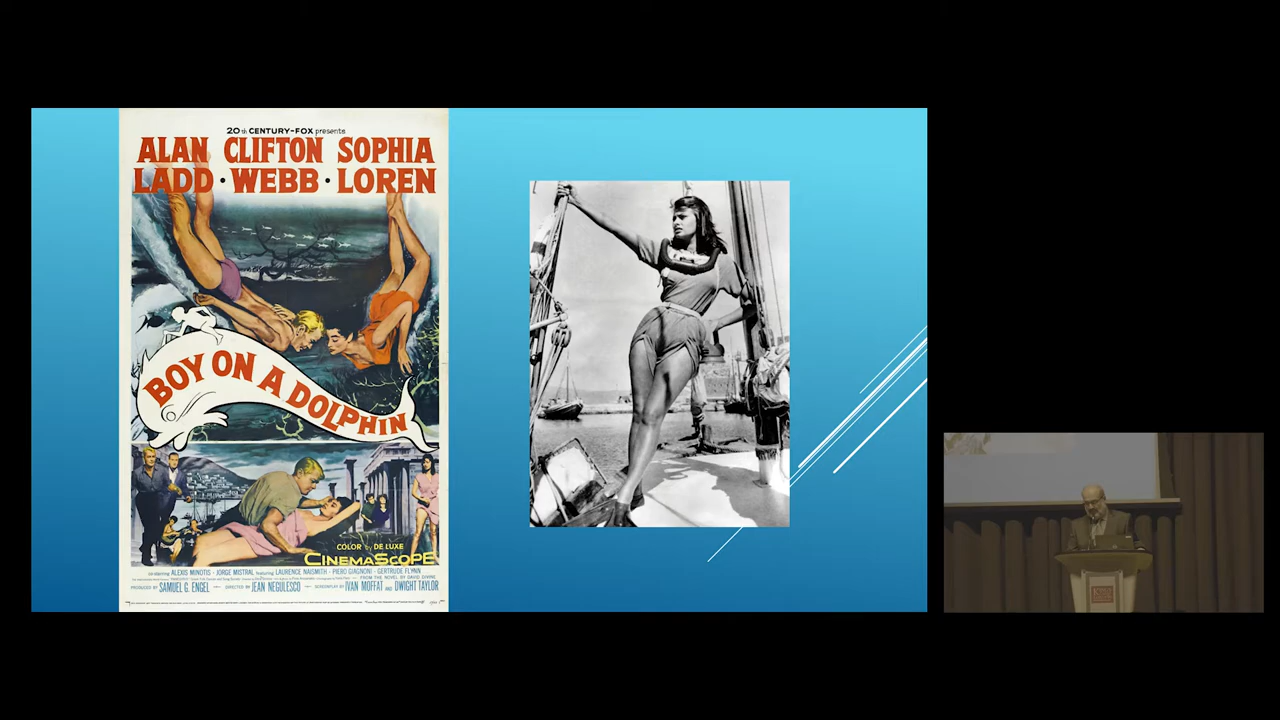 20th CENTURY-FOX presents
ALAN CLIFTON SOPHIA
LADD · WEBB · LOREN
BOY ON A DOLPHIN
COLOR by DE LUXE
CINEMASCOPE
co-starring ALEXIS MINOTIS · JORGE MISTRAL featuring LAURENCE NAISMITH · PIERO GIAGNONI · GERTRUDE FLYNN
FROM THE NOVEL BY DAVID DIVINE
PRODUCED BY SAMUEL G. ENGEL DIRECTED BY JEAN NEGULESCO SCREENPLAY BY IVAN MOFFAT AND DWIGHT TAYLOR